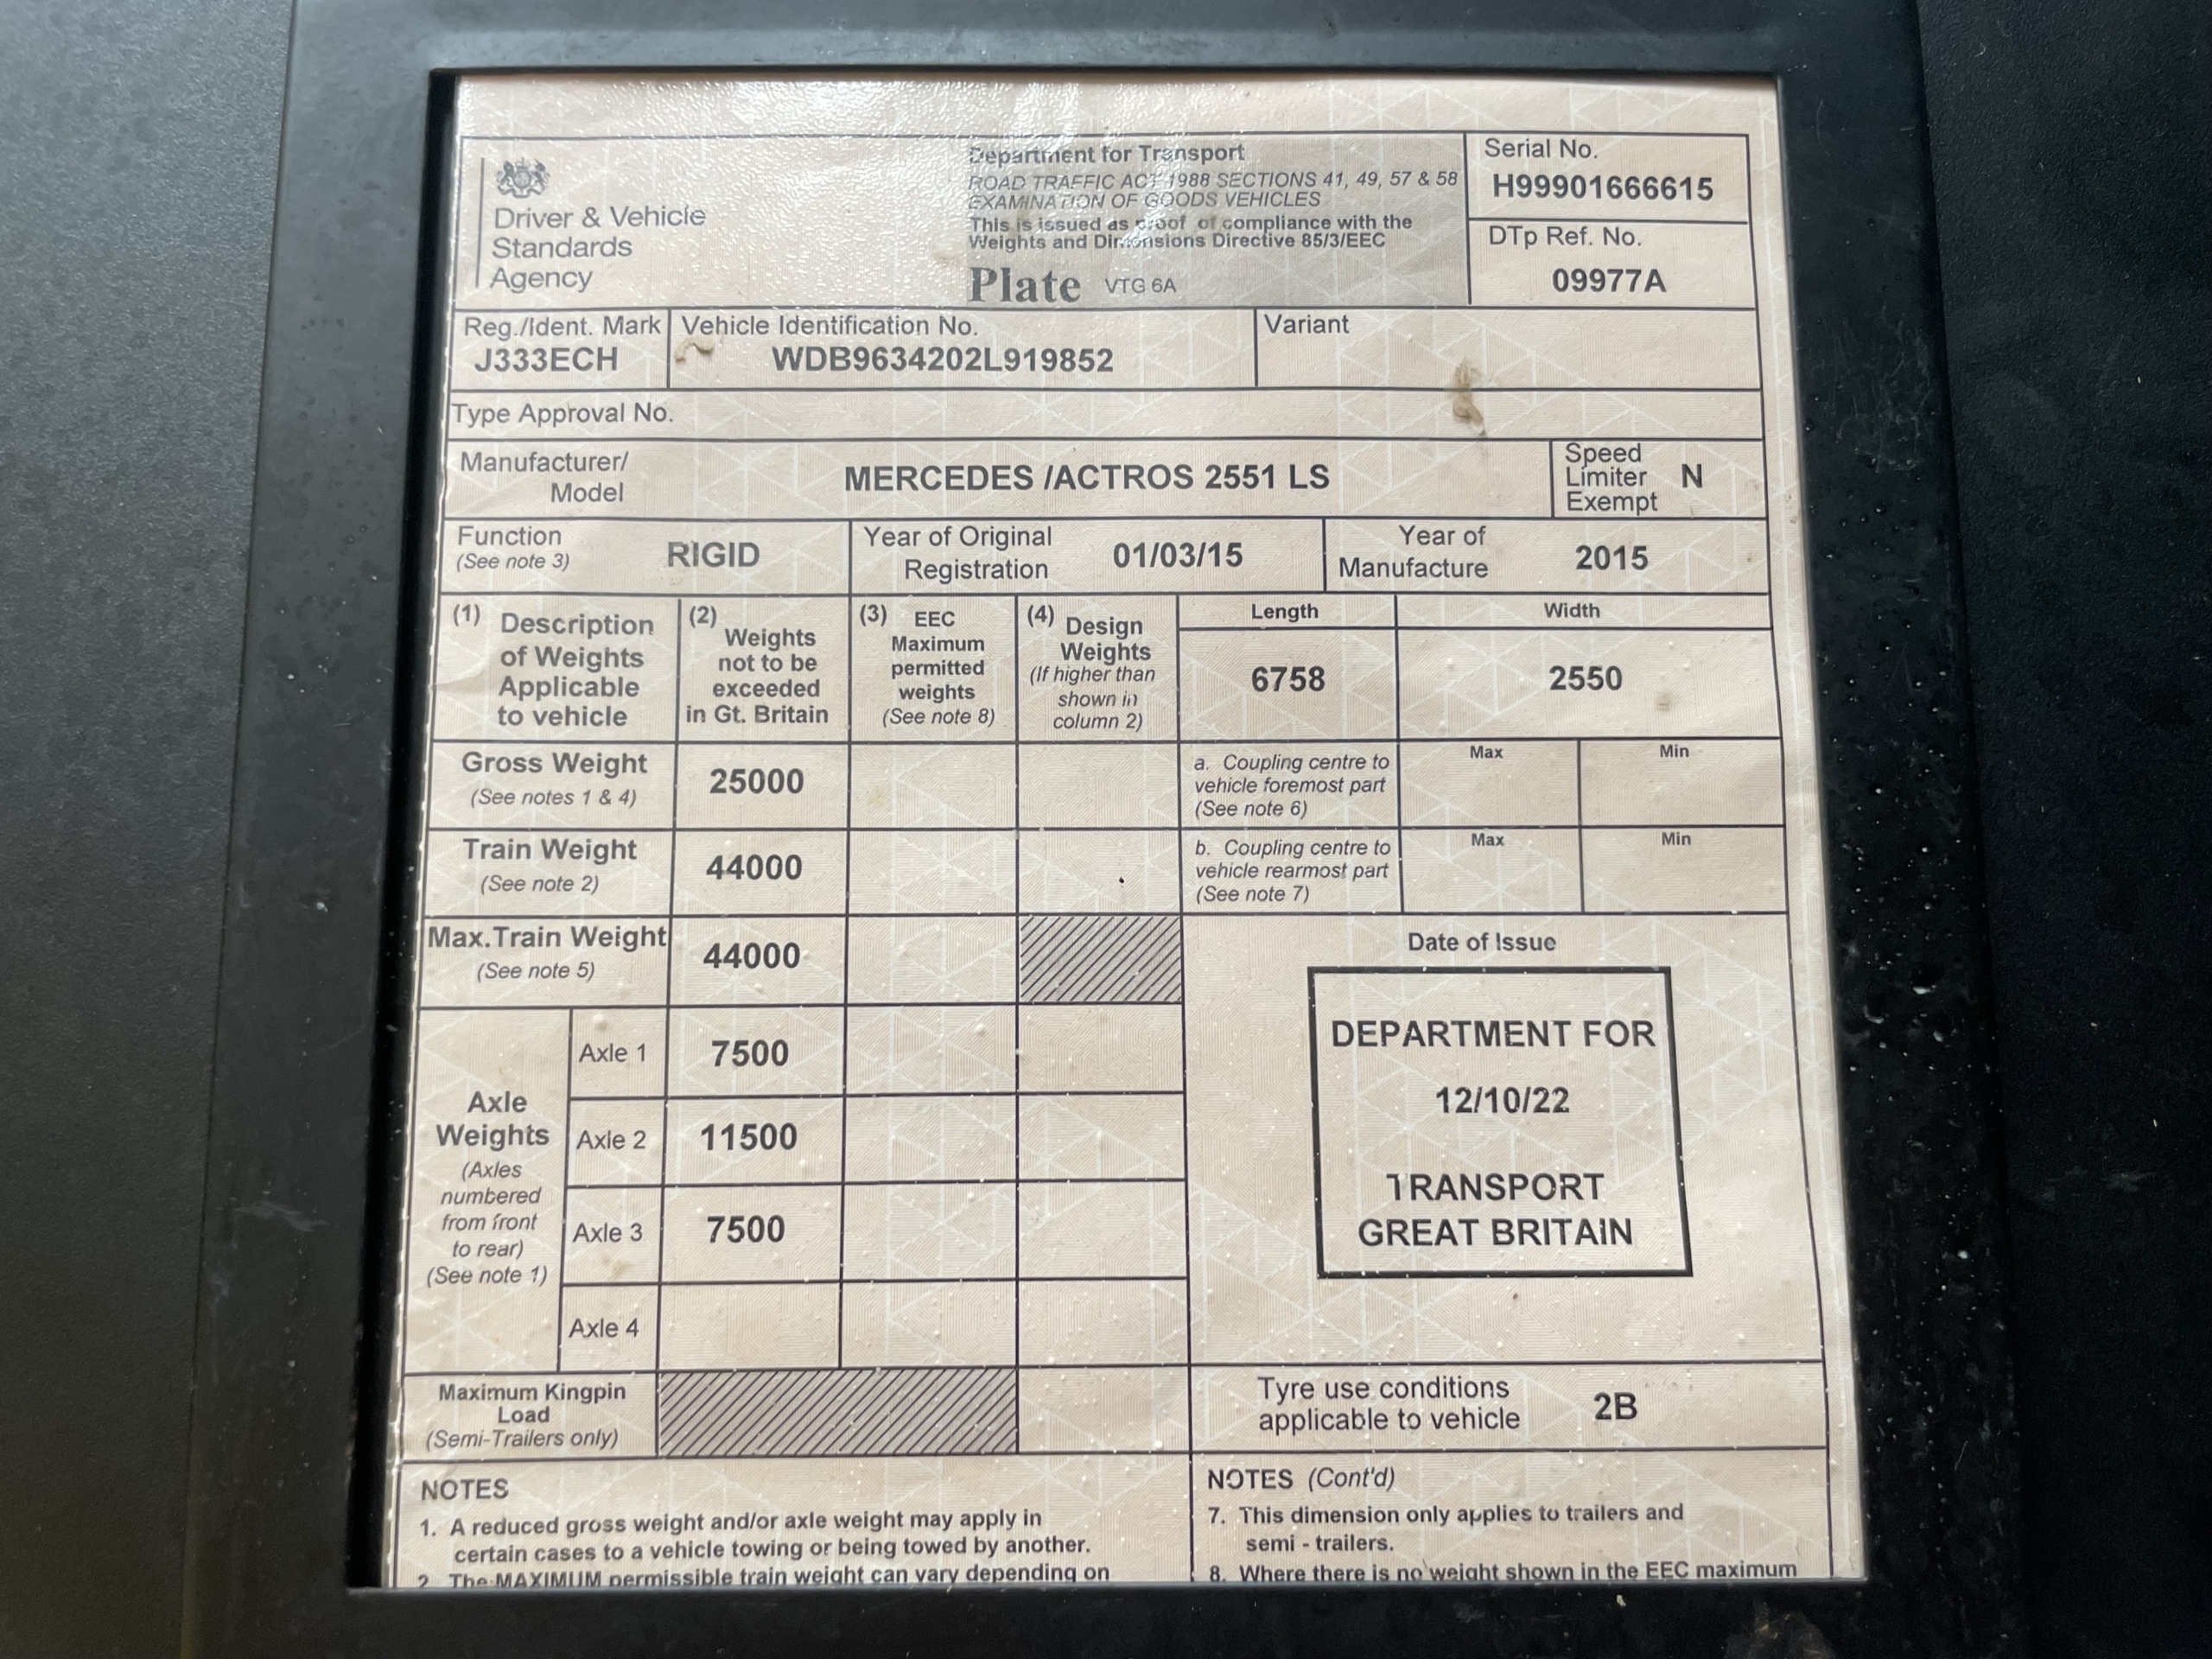 Driver & Vehicle
Standards
Agency
Department for Transport
ROAD TRAFFIC ACT 1988 SECTIONS 41, 49, 57 & 58
EXAMINATION OF GOODS VEHICLES
This is issued as proof of compliance with the
Weights and Dimensions Directive 85/3/EEC
Plate VTG 6A
Serial No.
H99901666615
DTp Ref. No.
09977A
Reg./Ident. Mark
J333ECH
Vehicle Identification No.
WDB9634202L919852
Variant
Type Approval No.
Manufacturer/
Model
MERCEDES /ACTROS 2551 LS
Speed
Limiter
Exempt
N
Function
(See note 3)
RIGID
Year of Original
Registration
01/03/15
Year of
Manufacture
2015
(1) Description
of Weights
Applicable
to vehicle
(2) Weights
not to be
exceeded
in Gt. Britain
(3) EEC
Maximum
permitted
weights
(See note 8)
(4) Design
Weights
(If higher than
shown in
column 2)
Length
6758
Width
2550
Gross Weight
(See notes 1 & 4)
25000
a. Coupling centre to
vehicle foremost part
(See note 6)
Max
Min
Train Weight
(See note 2)
44000
b. Coupling centre to
vehicle rearmost part
(See note 7)
Max
Min
Max.Train Weight
(See note 5)
44000
Axle
Weights
(Axles
numbered
from front
to rear)
(See note 1)
Axle 1
7500
Axle 2
11500
Axle 3
7500
Axle 4
Date of Issue
DEPARTMENT FOR
12/10/22
TRANSPORT
GREAT BRITAIN
Maximum Kingpin
Load
(Semi-Trailers only)
Tyre use conditions
applicable to vehicle
2B
NOTES
1. A reduced gross weight and/or axle weight may apply in
certain cases to a vehicle towing or being towed by another.
2. The MAXIMUM permissible train weight can vary depending on
NOTES (Cont'd)
7. This dimension only applies to trailers and
semi - trailers.
8. Where there is no weight shown in the EEC maximum